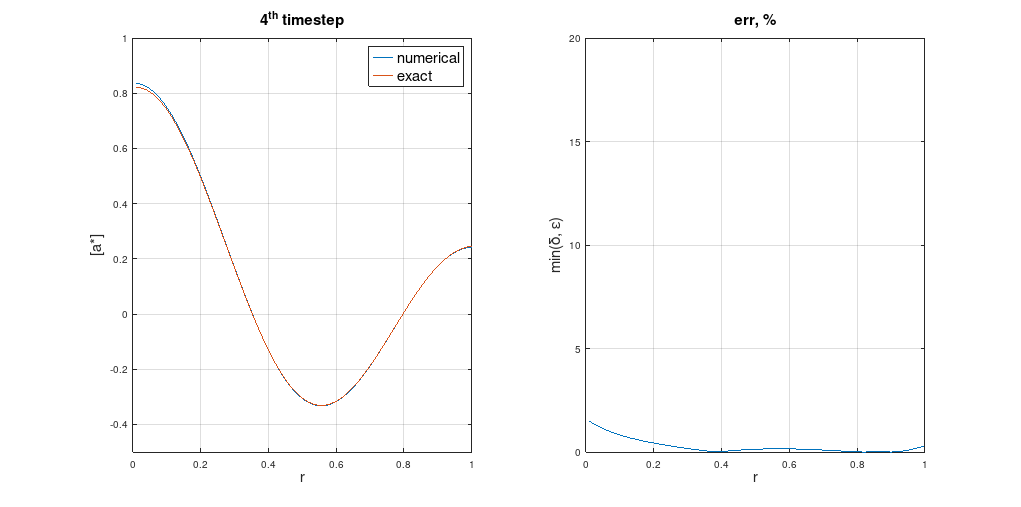 4th timestep
1
0.8
0.6
0.4
0.2
0
-0.2
-0.4
[a*]
0 0.2 0.4 0.6 0.8 1
r
numerical
exact
err, %
20
15
10
5
0
min(δ, ε)
0 0.2 0.4 0.6 0.8 1
r